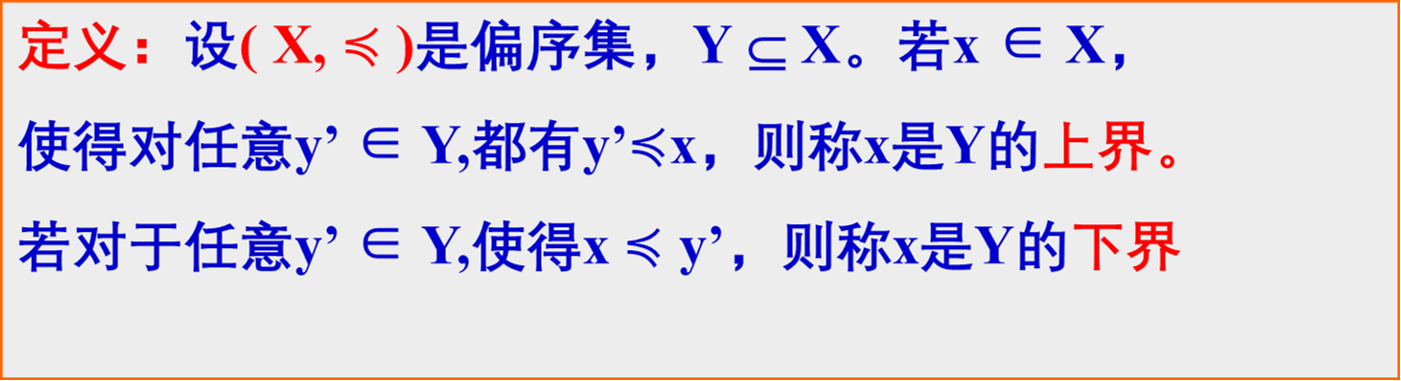 定义：设( X, ≼ )是偏序集，Y ⊆ X。若x ∈ X，
使得对任意y’ ∈ Y,都有y’≼x，则称x是Y的上界。
若对于任意y’ ∈ Y,使得x ≼ y’，则称x是Y的下界